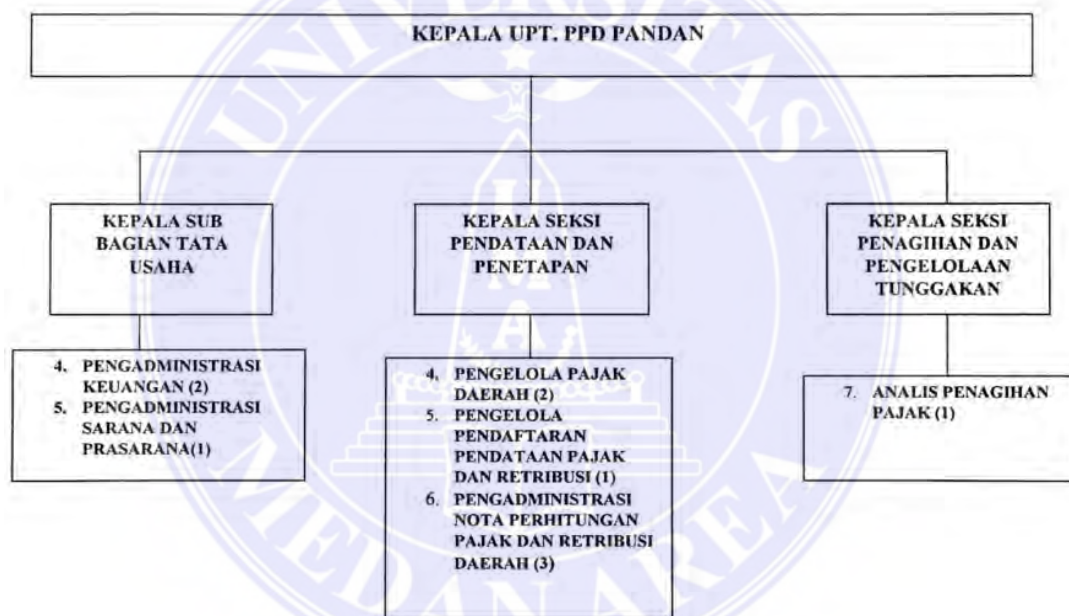 KEPALA UPT. PPD PANDAN
KEPALA SUB
BAGIAN TATA
USAHA
KEPALA SEKSI
PENDATAAN DAN
PENETAPAN
KEPALA SEKSI
PENAGIHAN DAN
PENGELOLAAN
TUNGGAKAN
4. PENGADMINISTRASI
KEUANGAN (2)
5. PENGADMINISTRASI
SARANA DAN
PRASARANA(1)
4. PENGELOLA PAJAK
DAERAH (2)
5. PENGELOLA
PENDAFTARAN
PENDATAAN PAJAK
DAN RETRIBUSI (1)
6. PENGADMINISTRASI
NOTA PERHITUNGAN
PAJAK DAN RETRIBUSI
DAERAH (3)
7. ANALIS PENAGIHAN
PAJAK (1)
UNIVERSITAS
MEDAN AREA
U
M
A